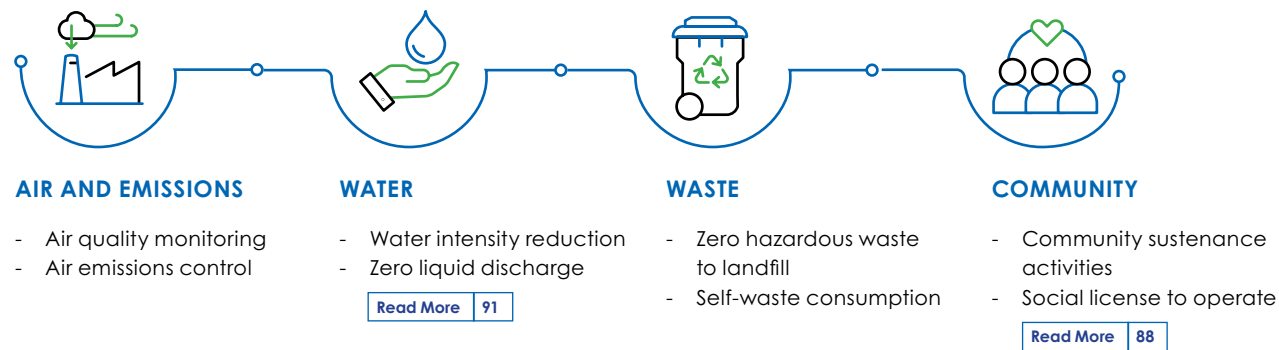 AIR AND EMISSIONS
- Air quality monitoring
- Air emissions control
WATER
- Water intensity reduction
- Zero liquid discharge
Read More 91
WASTE
- Zero hazardous waste
to landfill
- Self-waste consumption
COMMUNITY
- Community sustenance
activities
- Social license to operate
Read More 88